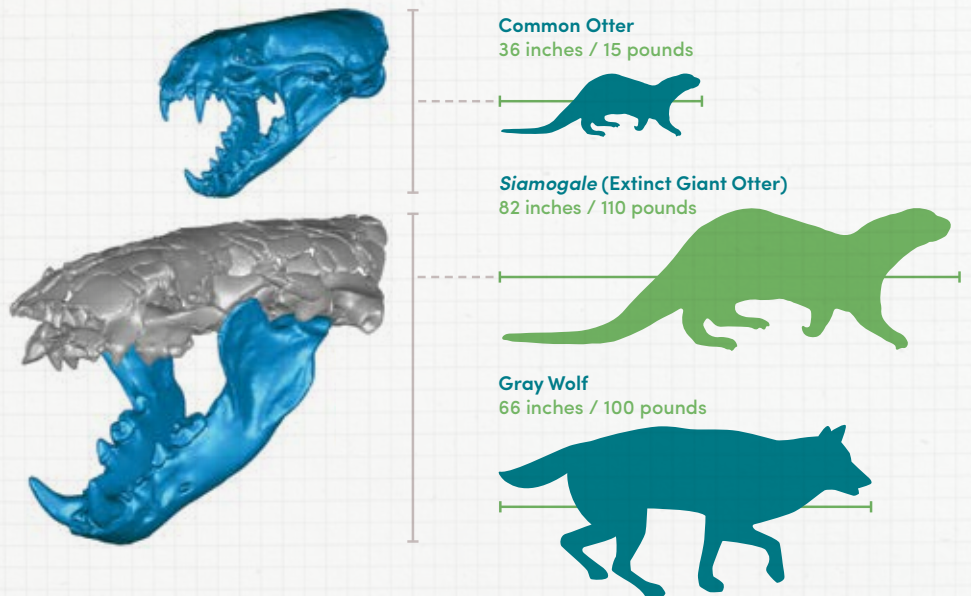 Common Otter
36 inches / 15 pounds
Siamogale (Extinct Giant Otter)
82 inches / 110 pounds
Gray Wolf
66 inches / 100 pounds